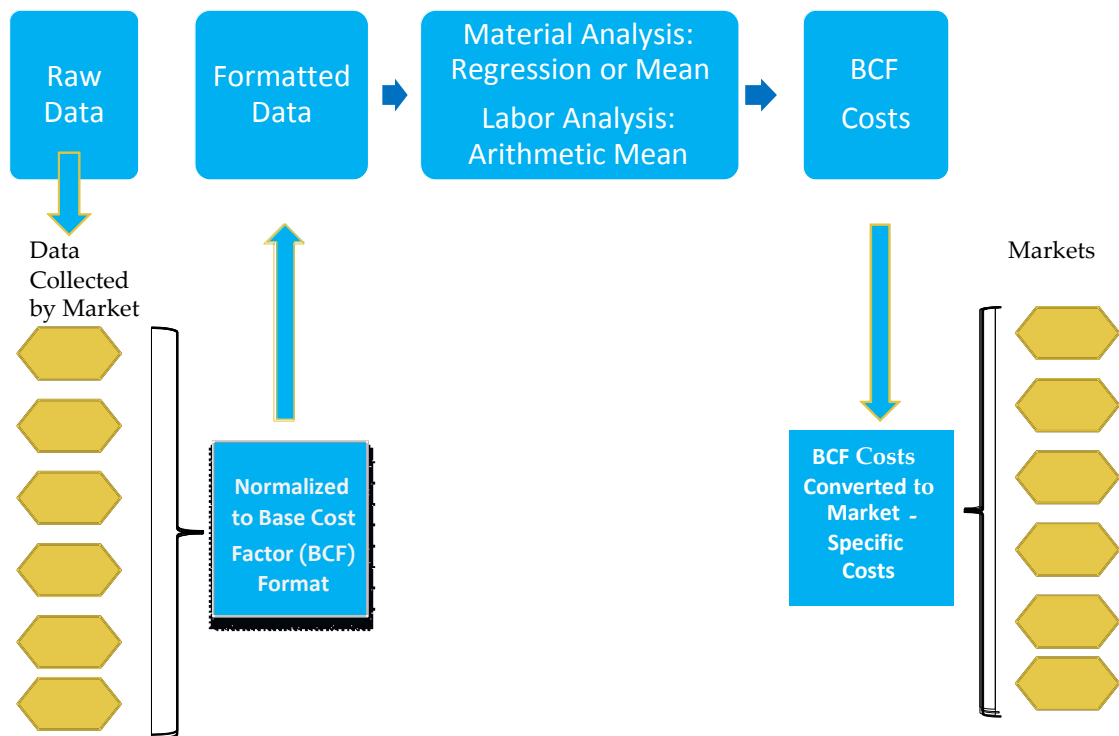 Raw
Data
Formatted
Data
Material Analysis:
Regression or Mean
Labor Analysis:
Arithmetic Mean
BCF
Costs
Data
Collected
by Market
Normalized
to Base Cost
Factor (BCF)
Format
BCF Costs
Converted to
Market -
Specific
Costs
Markets